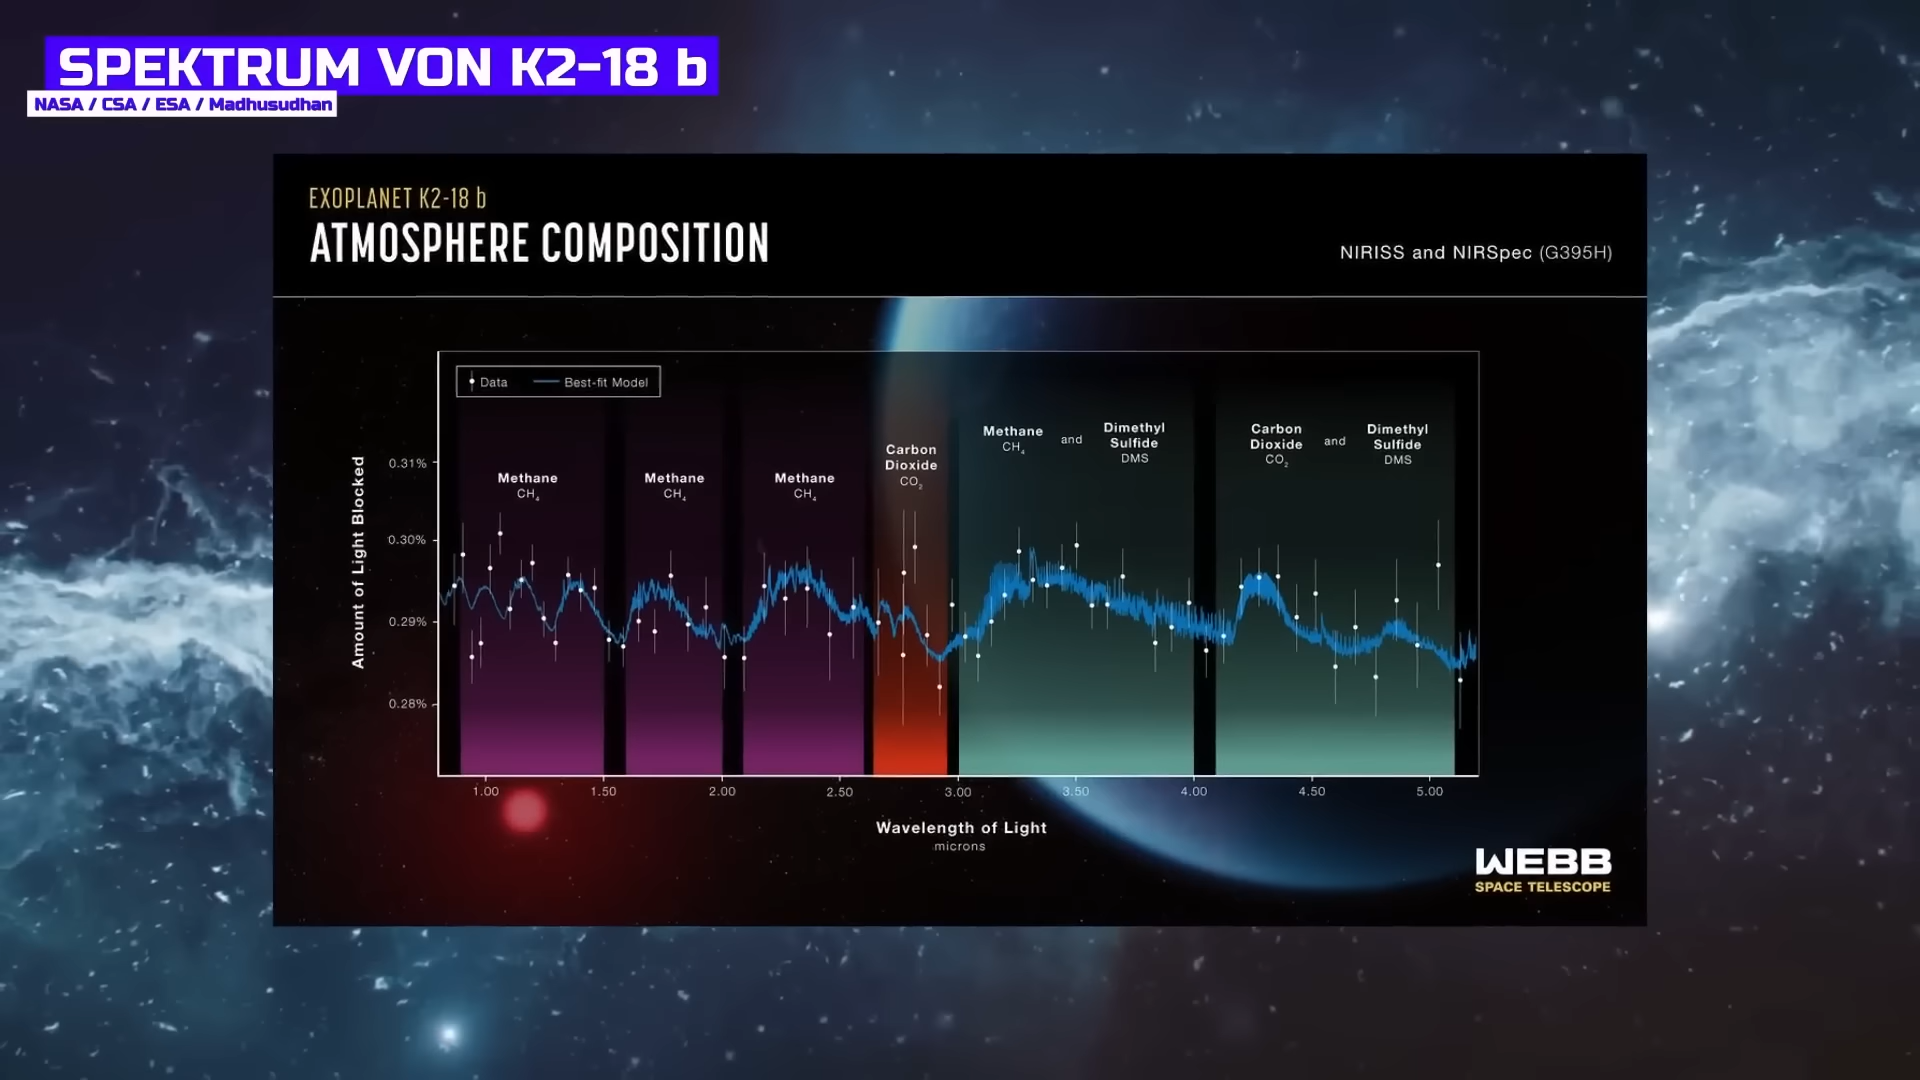 SPEKTRUM VON K2-18 b
NASA / CSA / ESA / Madhusudhan
EXOPLANET K2-18 b
ATMOSPHERE COMPOSITION
NIRISS and NIRSpec (G395H)
Data
Best-fit Model
Amount of Light Blocked
0.31%
0.30%
0.29%
0.28%
Methane
CH₄
Methane
CH₄
Methane
CH₄
Carbon
Dioxide
CO₂
Methane
CH₄
and
Dimethyl
Sulfide
DMS
Carbon
Dioxide
CO₂
and
Dimethyl
Sulfide
DMS
1.00 1.50 2.00 2.50 3.00 3.50 4.00 4.50 5.00
Wavelength of Light
microns
WEBB
SPACE TELESCOPE